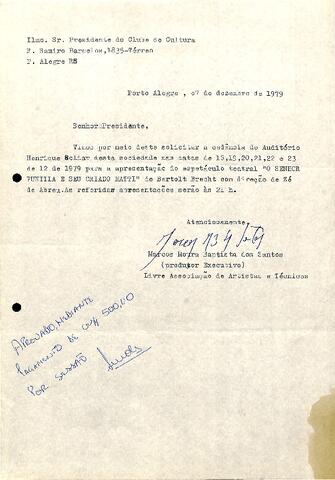 Ilmo. Sr. Presidente do Clube de Cultura
R. Ramiro Barcelos, 1835-Térreo
P. Alegre RS
Porto Alegre , 07 de dezembro de 1979
Senhor Presidente,
Vimos por meio deste solicitar a cedência do Auditório
Henrique Scliar desta sociedade nas datas de 18,19,20,21,22 e 23
de 12 de 1979 para a apresentação do espetáculo teatral "O SENHOR
PUNTILA E SEU CRIADO MATTI" de Bertolt Brecht com direção de Zé
de Abreu. As referidas apresentações serão às 21 h.
Atenciosamente,
Marcos Moura Baptista dos Santos
(produtor Executivo)
Livre Associação de Artistas e Técnicos
APROVADO, MEDIANTE
PAGAMENTO DE CR$ 500,00
POR SESSÃO